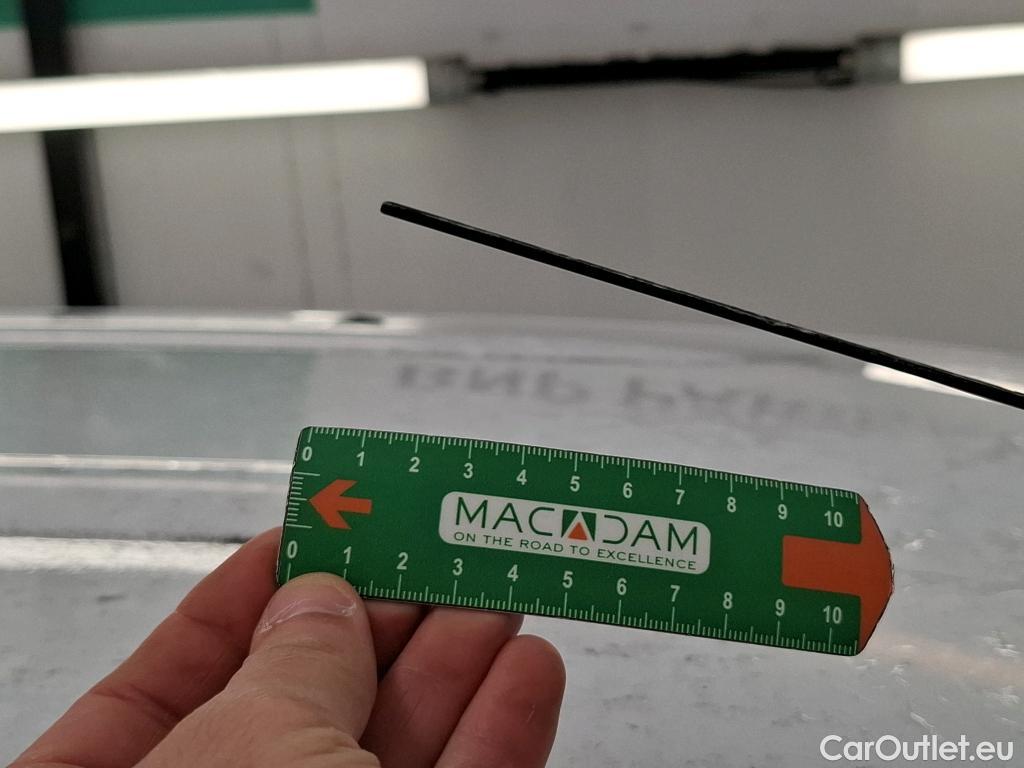 0 1 2 3 4 5 6 7 8 9 10
MACADAM
ON THE ROAD TO EXCELLENCE
0 1 2 3 4 5 6 7 8 9 10
CarOutlet.eu